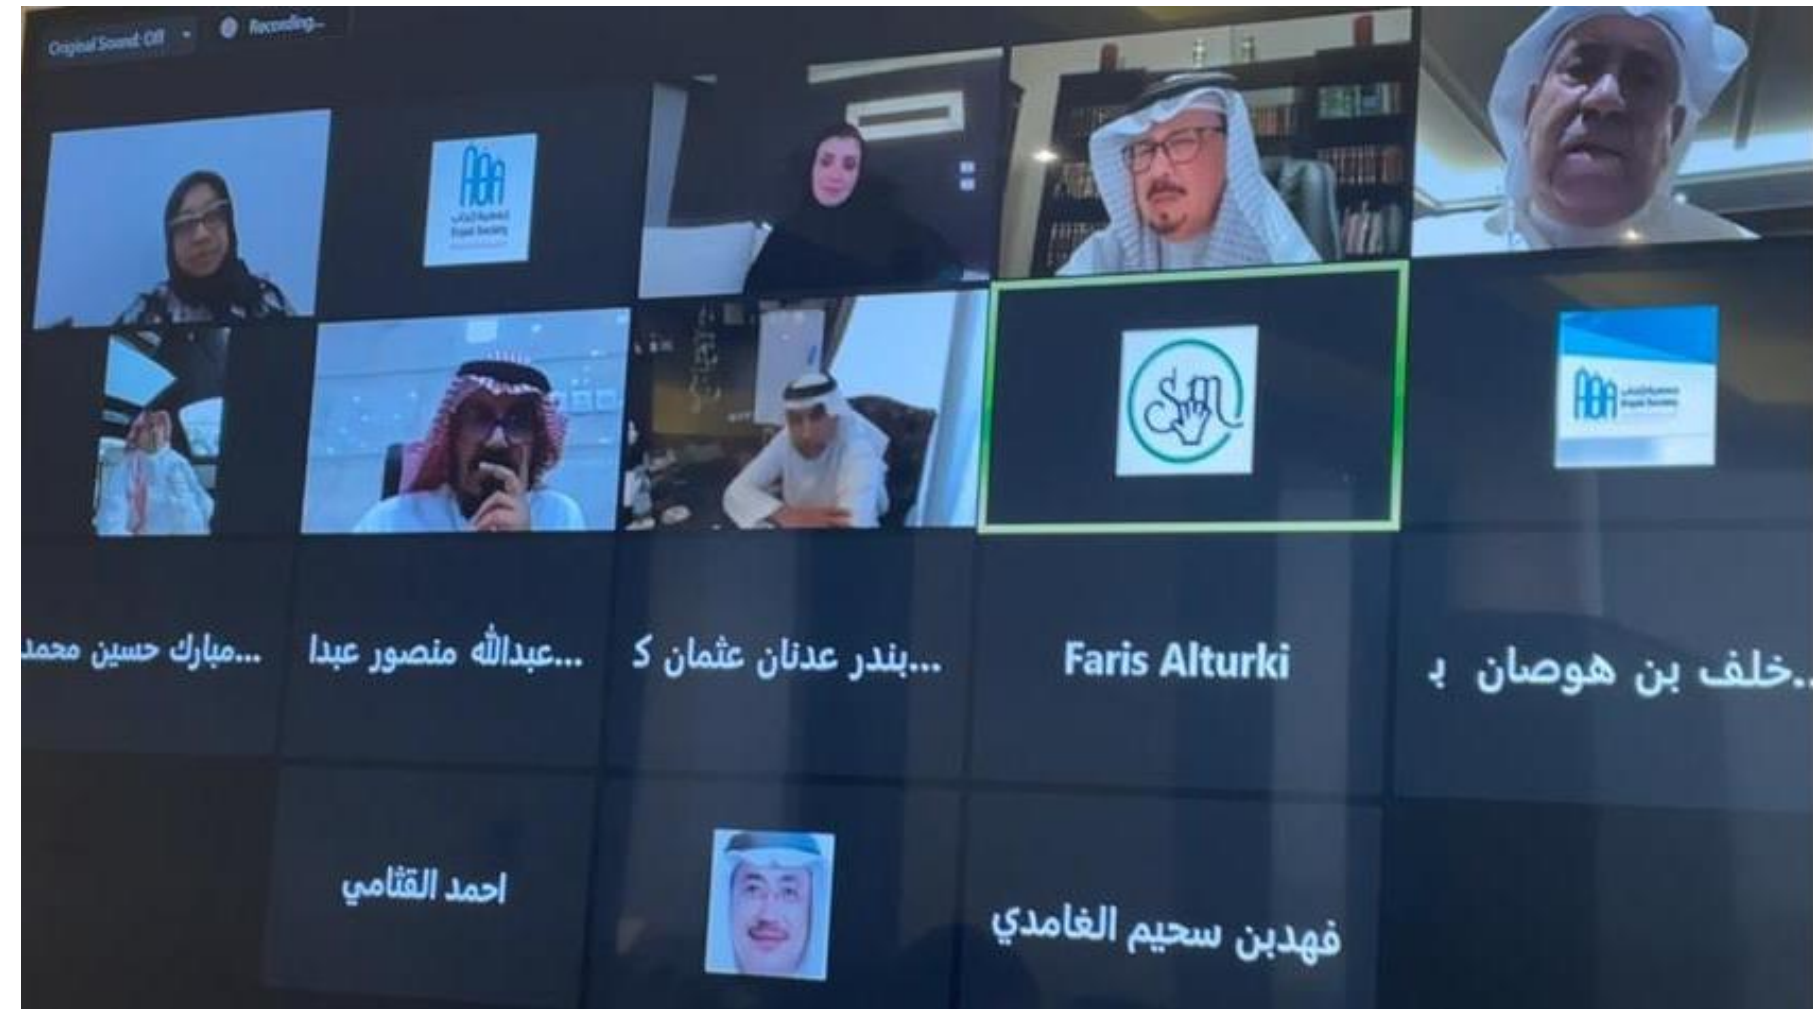 Original Sound: Off
Recording...
Sm
...مبارك حسين محمد
...عبدالله منصور عبدا
...بندر عدنان عثمان ک
Faris Alturki
...خلف بن هوصان ب
احمد القثامي
فهدبن سحيم الغامدي